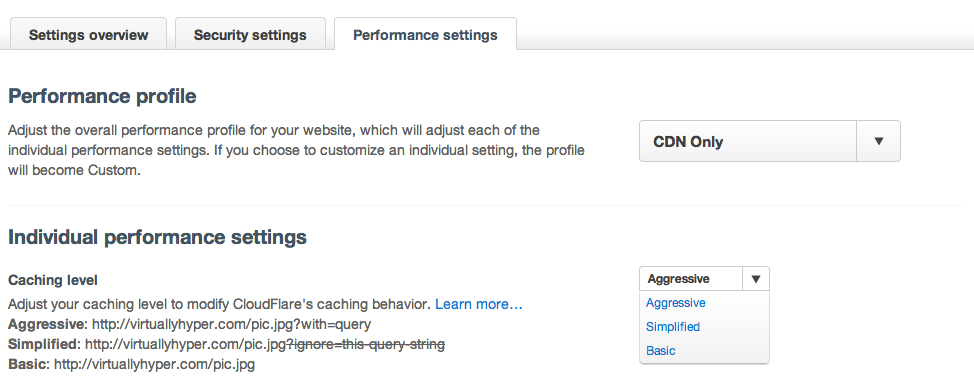 Settings overview
Security settings
Performance settings
Performance profile
Adjust the overall performance profile for your website, which will adjust each of the
individual performance settings. If you choose to customize an individual setting, the profile
will become Custom.
CDN Only
Individual performance settings
Caching level
Adjust your caching level to modify CloudFlare's caching behavior. Learn more…
Aggressive: http://virtuallyhyper.com/pic.jpg?with=query
Simplified: http://virtuallyhyper.com/pic.jpg?ignore=this-query-string
Basic: http://virtuallyhyper.com/pic.jpg
Aggressive
Aggressive
Simplified
Basic